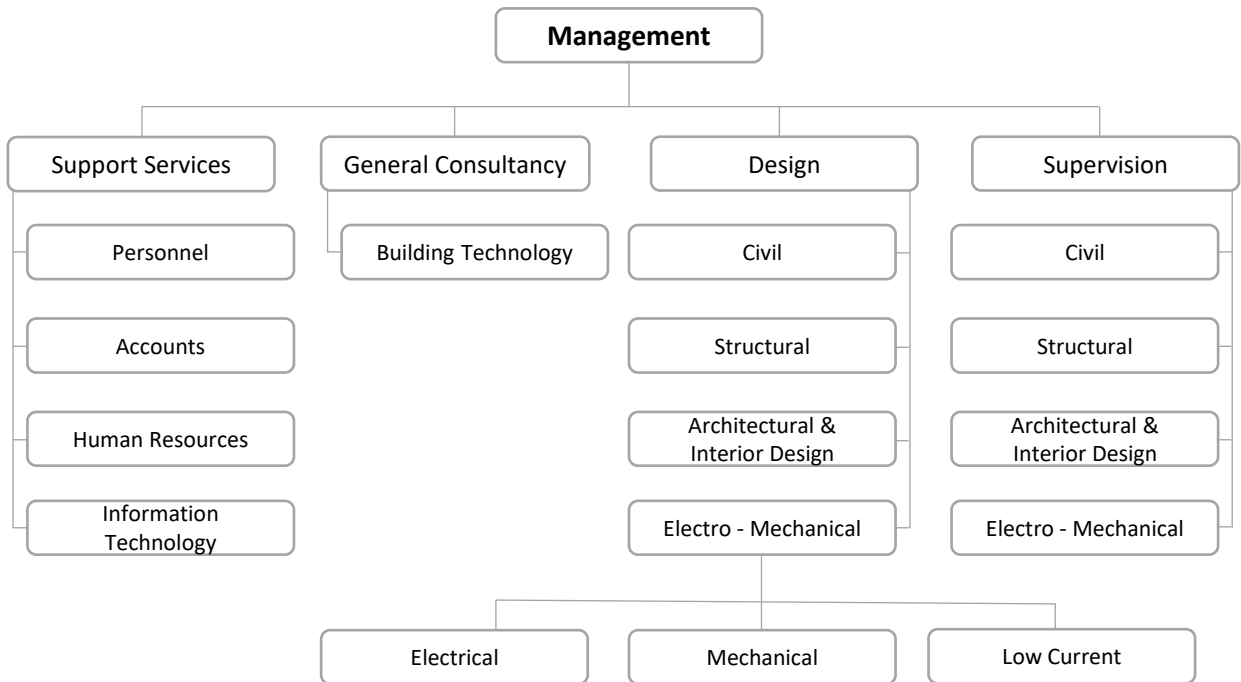 Management
Support Services
General Consultancy
Design
Supervision
Personnel
Building Technology
Civil
Civil
Accounts
Structural
Structural
Human Resources
Architectural &
Interior Design
Architectural &
Interior Design
Information
Technology
Electro - Mechanical
Electro - Mechanical
Electrical
Mechanical
Low Current